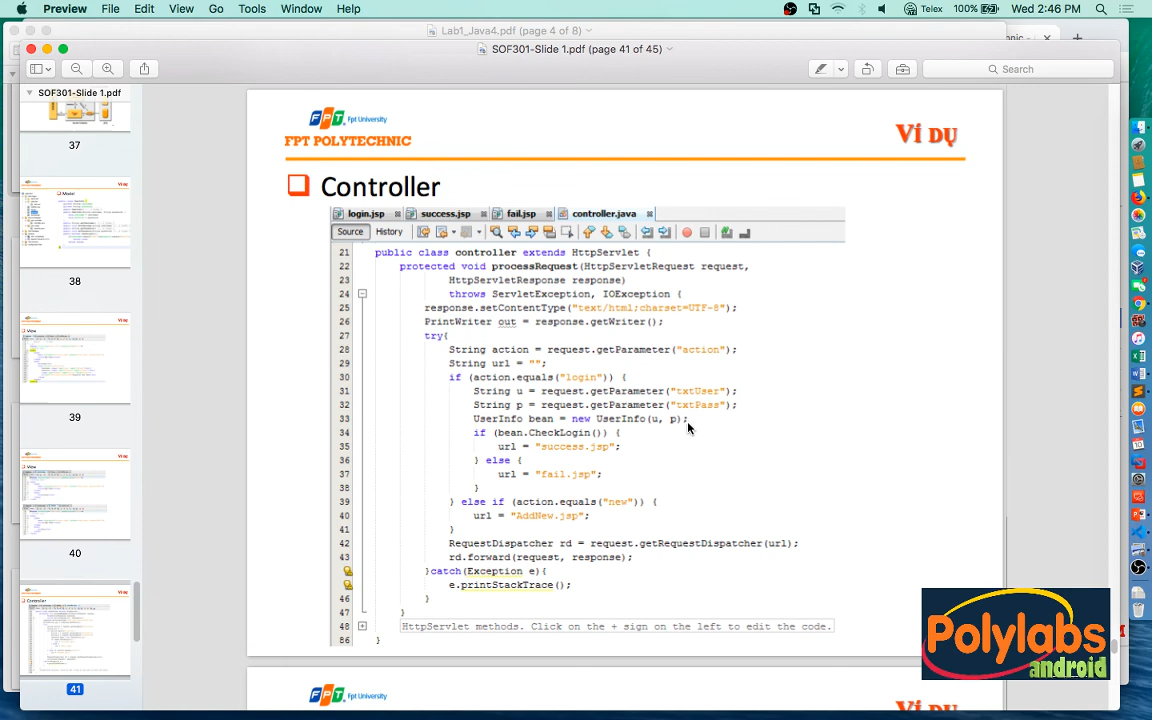 Preview File Edit View Go Tools Window Help
Telex 100% Wed 2:46 PM
Lab1_Java4.pdf (page 4 of 8)
SOF301-Slide 1.pdf (page 41 of 45)
Search
SOF301-Slide 1.pdf
37
38
39
40
41
FPT Fpt University
FPT POLYTECHNIC
Ví dụ
Controller
login.jsp success.jsp fail.jsp controller.java
Source History
21 public class controller extends HttpServlet {
22 protected void processRequest(HttpServletRequest request,
23 HttpServletResponse response)
24 throws ServletException, IOException {
25 response.setContentType("text/html;charset=UTF-8");
26 PrintWriter out = response.getWriter();
27 try{
28 String action = request.getParameter("action");
29 String url = "";
30 if (action.equals("login")) {
31 String u = request.getParameter("txtUser");
32 String p = request.getParameter("txtPass");
33 UserInfo bean = new UserInfo(u, p);
34 if (bean.CheckLogin()) {
35 url = "success.jsp";
36 } else {
37 url = "fail.jsp";
38 }
39 } else if (action.equals("new")) {
40 url = "AddNew.jsp";
41 }
42 RequestDispatcher rd = request.getRequestDispatcher(url);
43 rd.forward(request, response);
}catch(Exception e){
e.printStackTrace();
46 }
47 }
48 HttpServlet methods. Click on the + sign on the left to edit the code.
86 }
Polylabs
android
FPT Fpt University
Ví dụ